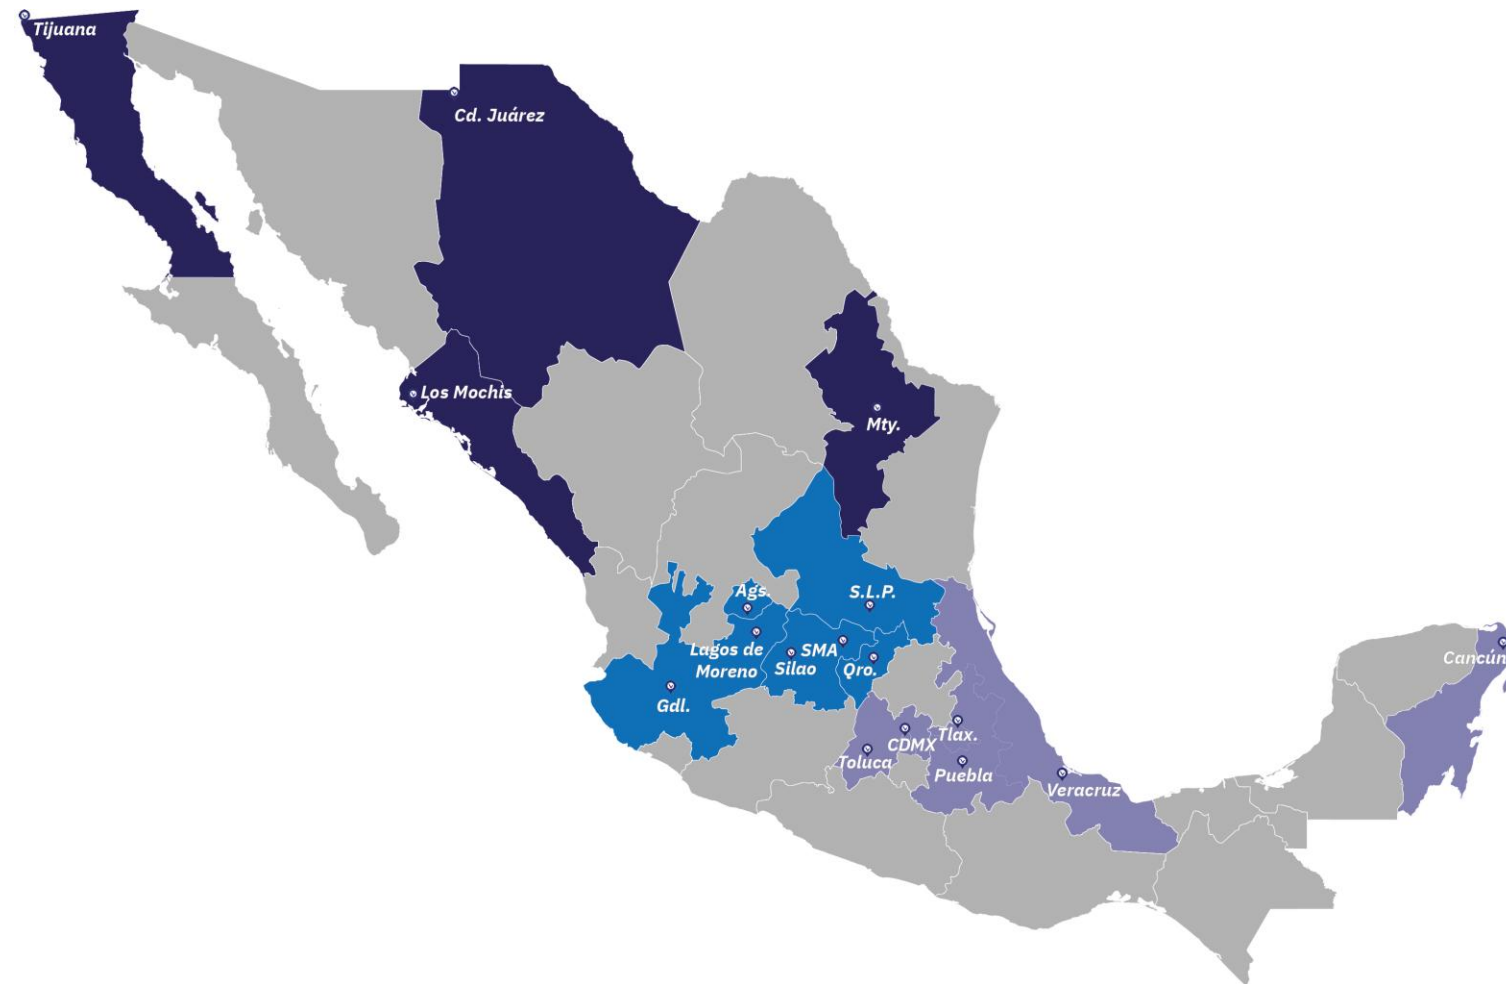 Tijuana
Cd. Juárez
Los Mochis
Mty.
Ags.
S.L.P.
Lagos de
Moreno
SMA
Silao
Qro.
Gdl.
Cancún
CDMX
Tlax.
Toluca
Puebla
Veracruz